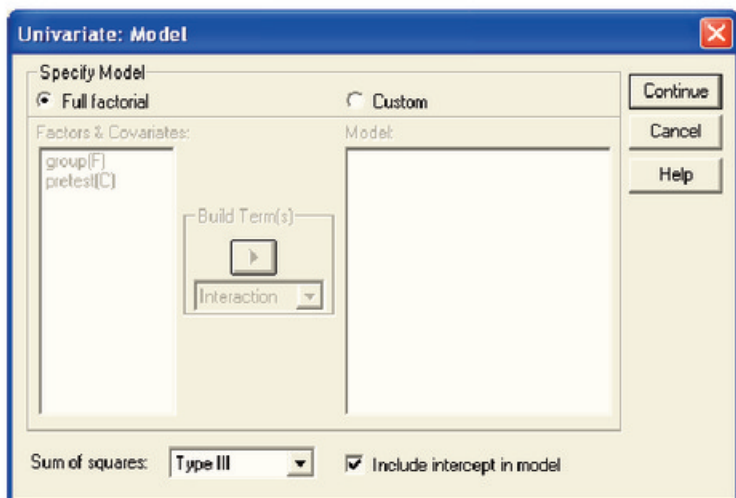 Univariate: Model
Specify Model
Full factorial
Custom
Continue
Cancel
Help
Factors & Covariates:
Model:
group(F)
pretest(C)
Build Term(s)
Interaction
Sum of squares:
Type III
Include intercept in model